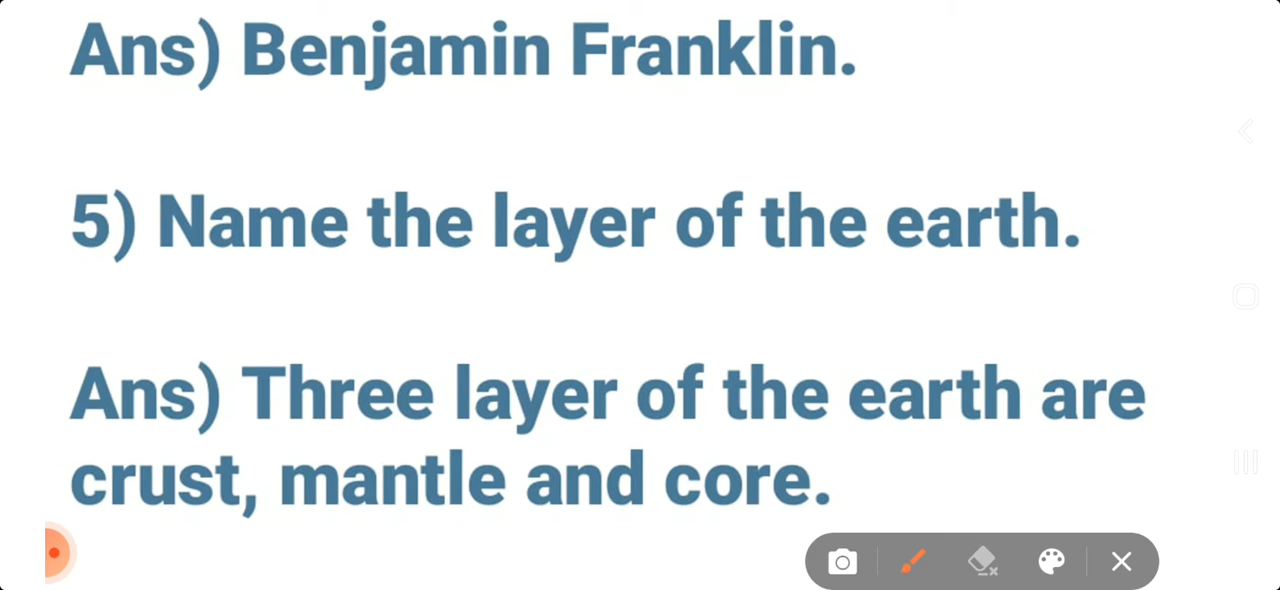 Ans) Benjamin Franklin.
5) Name the layer of the earth.
Ans) Three layer of the earth are
crust, mantle and core.